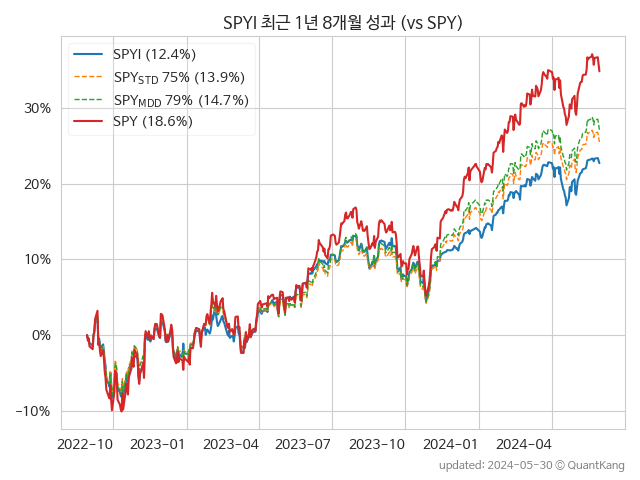 SPYI 최근 1년 8개월 성과 (vs SPY)
SPYI (12.4%)
SPY_STD 75% (13.9%)
SPY_MDD 79% (14.7%)
SPY (18.6%)
30%
20%
10%
0%
−10%
2022-10 2023-01 2023-04 2023-07 2023-10 2024-01 2024-04
updated: 2024-05-30 © QuantKang